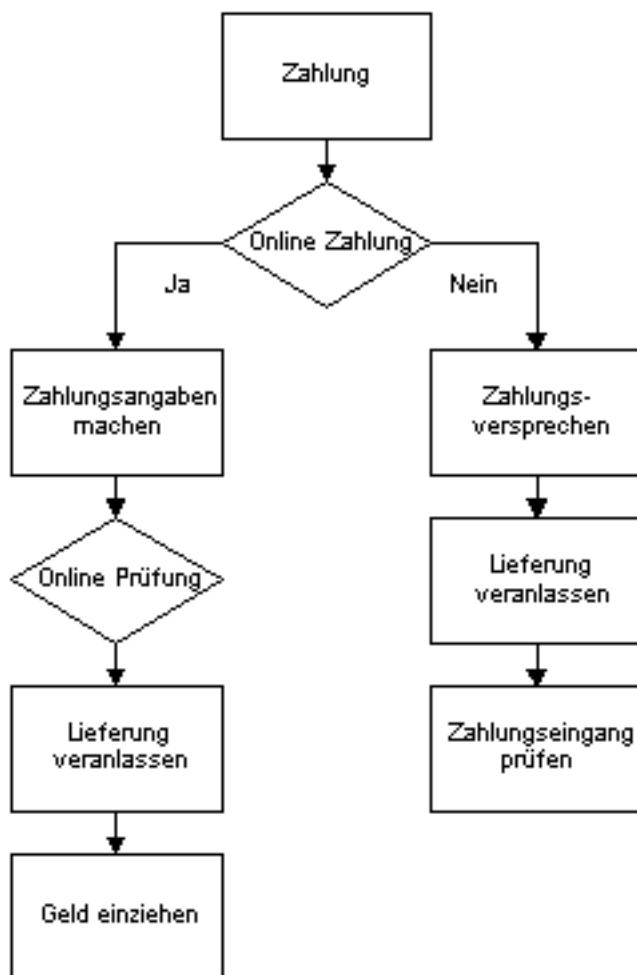 Zahlung
Online Zahlung
Ja
Nein
Zahlungsangaben
machen
Zahlungs-
versprechen
Online Prüfung
Lieferung
veranlassen
Lieferung
veranlassen
Zahlungseingang
prüfen
Geld einziehen